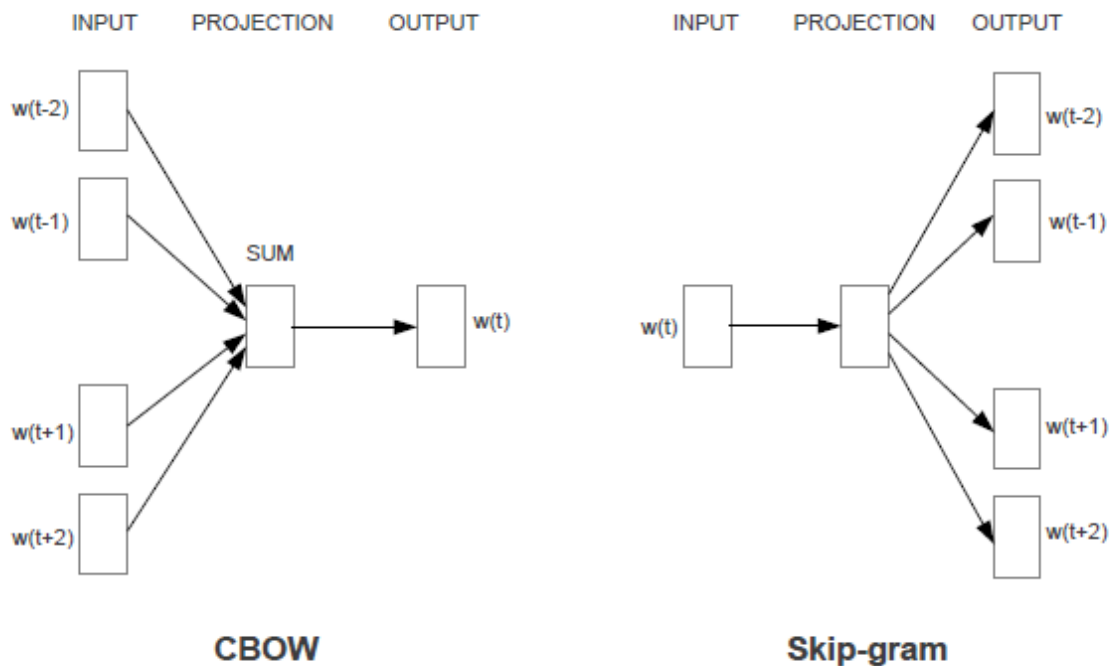 INPUT PROJECTION OUTPUT
w(t-2)
w(t-1)
SUM
w(t)
w(t+1)
w(t+2)
CBOW
INPUT PROJECTION OUTPUT
w(t-2)
w(t-1)
w(t)
w(t+1)
w(t+2)
Skip-gram